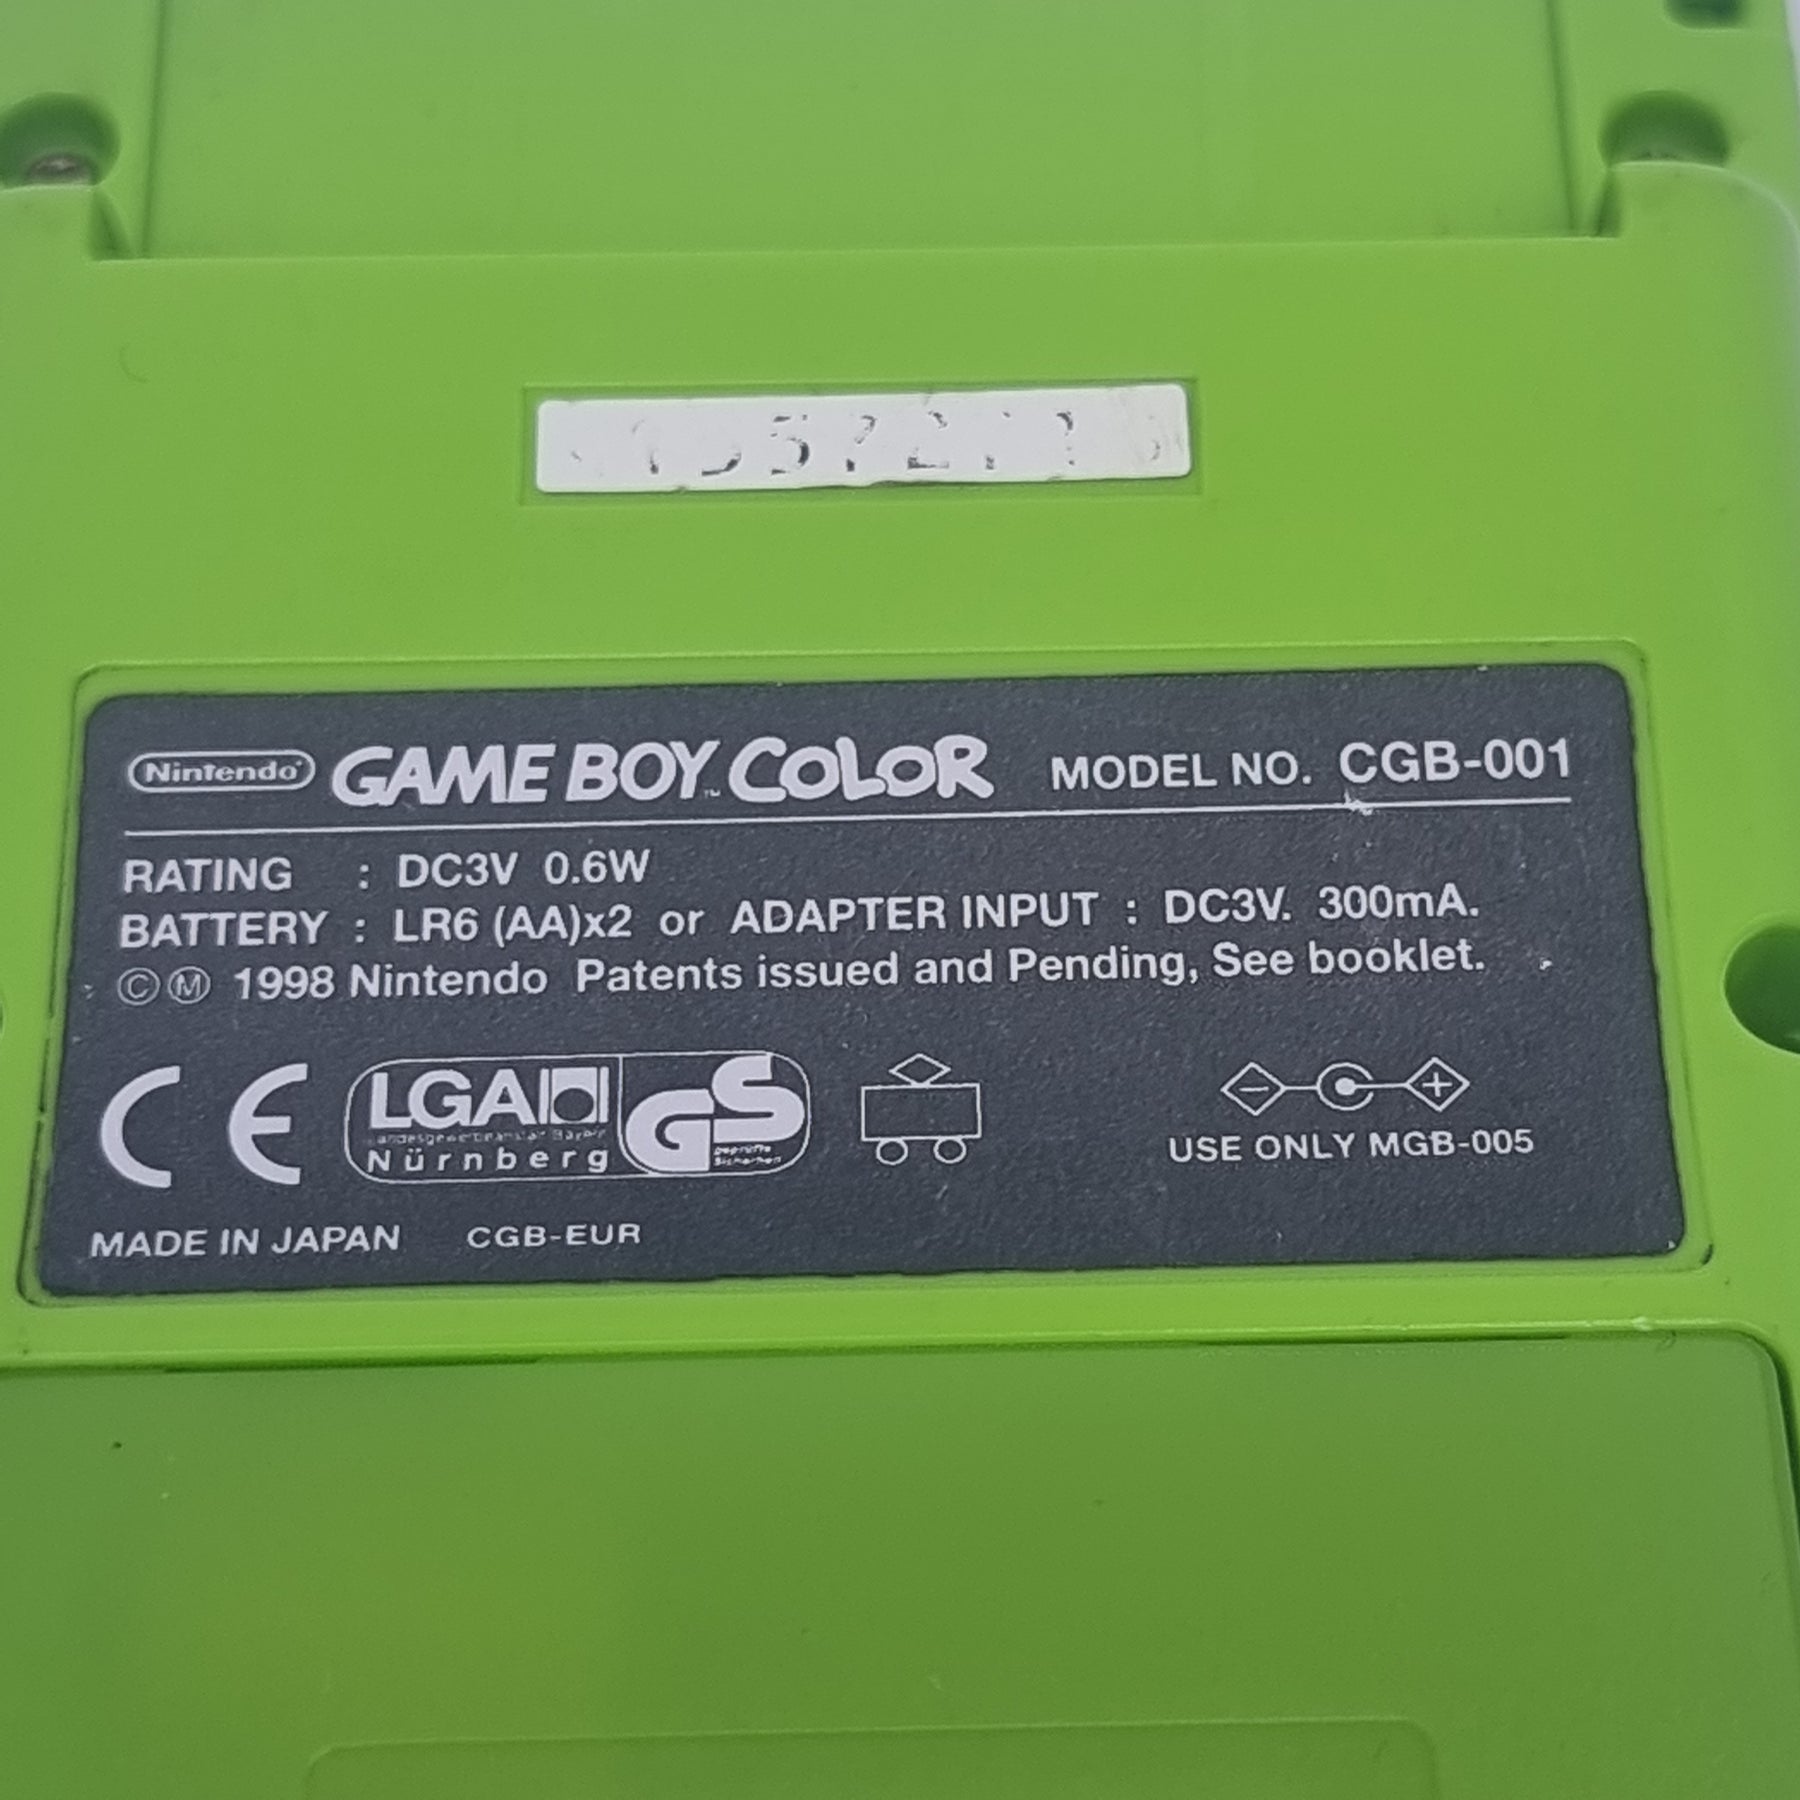 Nintendo GAME BOY COLOR MODEL NO. CGB-001
RATING : DC3V 0.6W
BATTERY : LR6 (AA)x2 or ADAPTER INPUT : DC3V. 300mA.
©Ⓜ 1998 Nintendo Patents issued and Pending, See booklet.
CE LGA GS
Nürnberg
USE ONLY MGB-005
MADE IN JAPAN CGB-EUR